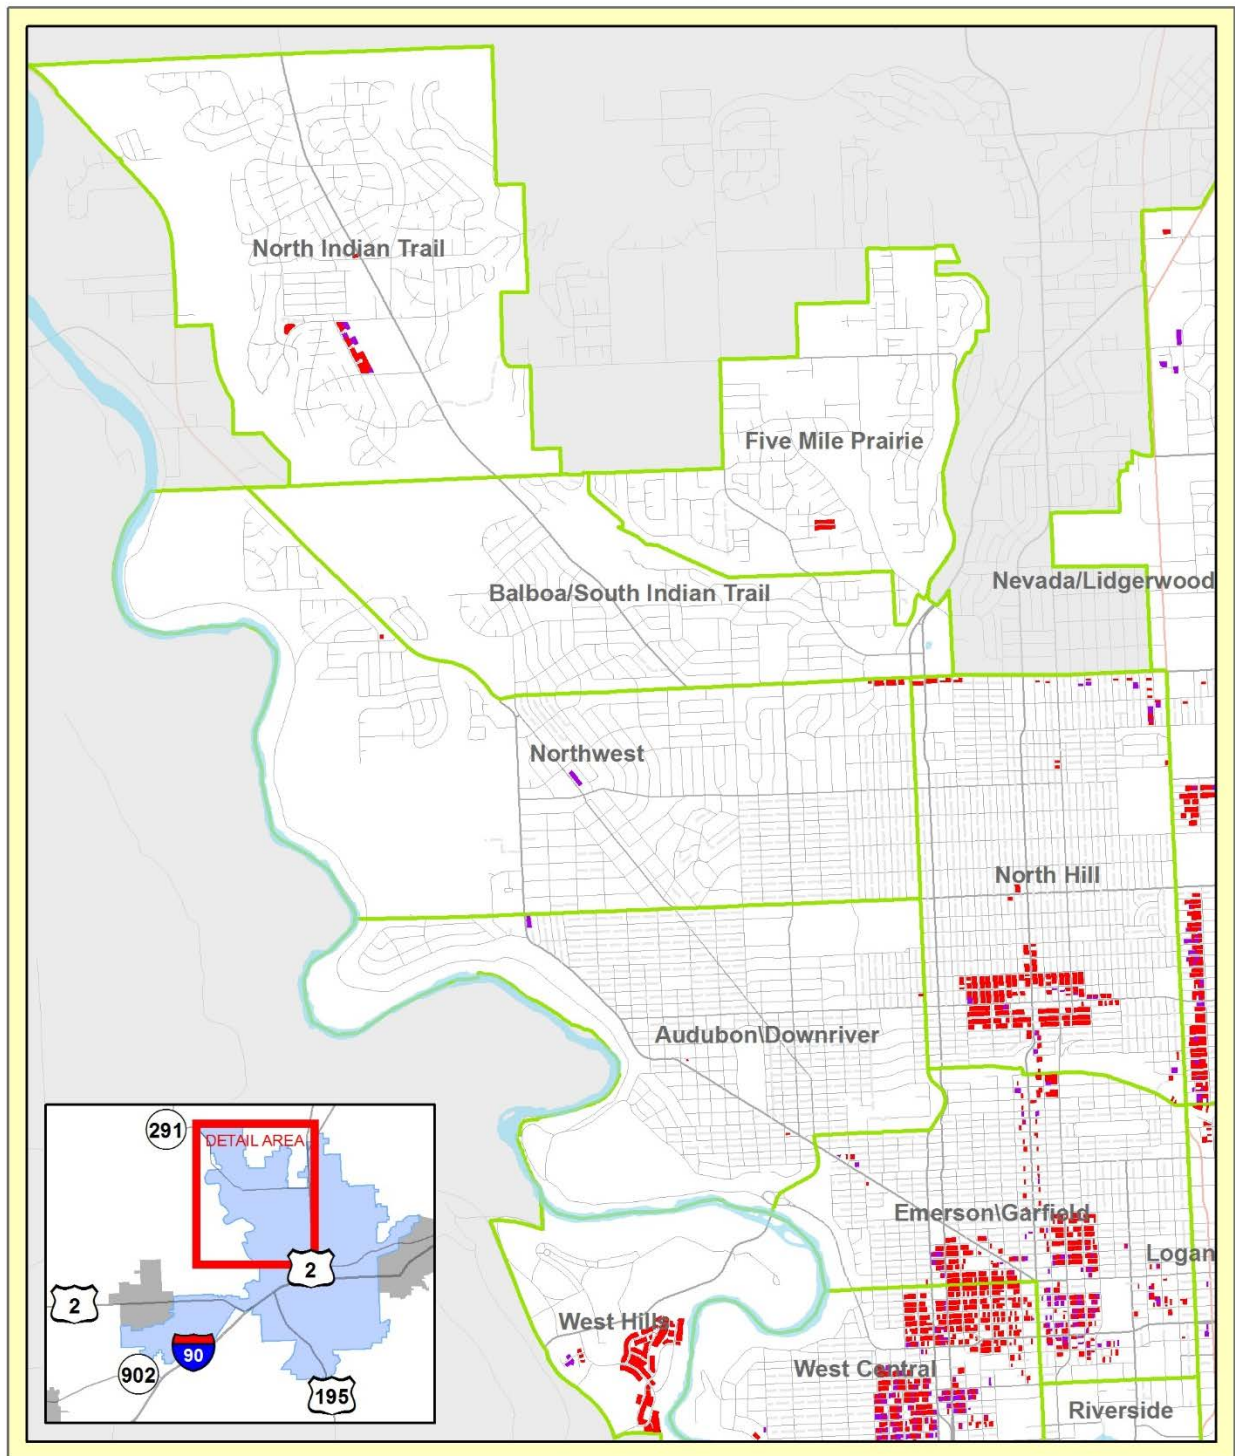 North Indian Trail
Five Mile Prairie
Nevada/Lidgerwood
Balboa/South Indian Trail
Northwest
North Hill
Audubon\Downriver
Emerson\Garfield
Logan
West Hills
West Central
Riverside
291
DETAIL AREA
2
2
90
902
195